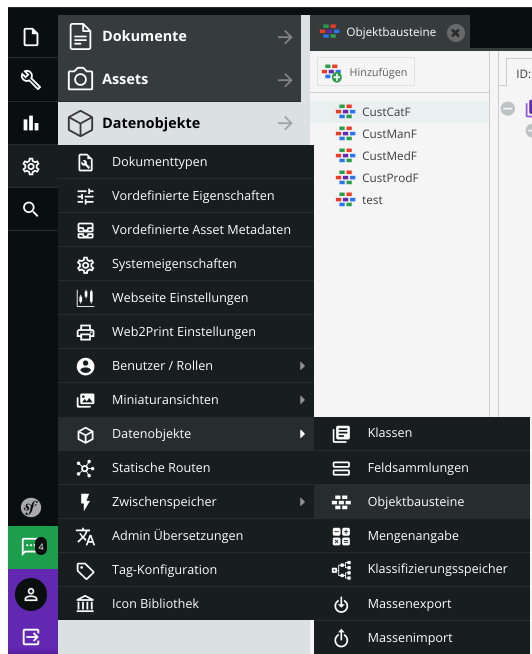 Dokumente
Assets
Datenobjekte
Dokumenttypen
Vordefinierte Eigenschaften
Vordefinierte Asset Metadaten
Systemeigenschaften
Webseite Einstellungen
Web2Print Einstellungen
Benutzer / Rollen
Miniaturansichten
Datenobjekte
Statische Routen
Zwischenspeicher
Admin Übersetzungen
Tag-Konfiguration
Icon Bibliothek
sf
4
Objektbausteine
Hinzufügen
ID:
CustCatF
CustManF
CustMedF
CustProdF
test
Klassen
Feldsammlungen
Objektbausteine
Mengenangabe
Klassifizierungsspeicher
Massenexport
Massenimport